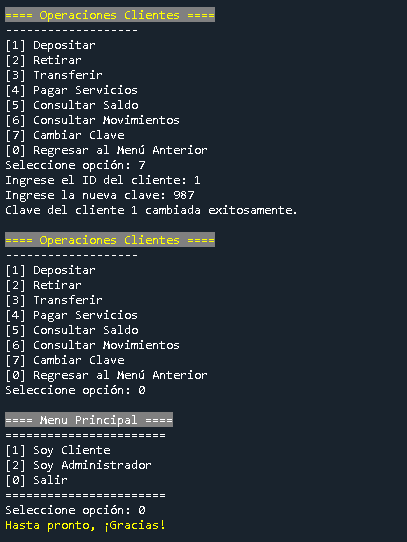 ==== Operaciones Clientes ====
-------------------
[1] Depositar
[2] Retirar
[3] Transferir
[4] Pagar Servicios
[5] Consultar Saldo
[6] Consultar Movimientos
[7] Cambiar Clave
[0] Regresar al Menú Anterior
Seleccione opción: 7
Ingrese el ID del cliente: 1
Ingrese la nueva clave: 987
Clave del cliente 1 cambiada exitosamente.
==== Operaciones Clientes ====
-------------------
[1] Depositar
[2] Retirar
[3] Transferir
[4] Pagar Servicios
[5] Consultar Saldo
[6] Consultar Movimientos
[7] Cambiar Clave
[0] Regresar al Menú Anterior
Seleccione opción: 0
==== Menu Principal ====
=======================
[1] Soy Cliente
[2] Soy Administrador
[0] Salir
=======================
Seleccione opción: 0
Hasta pronto, ¡Gracias!